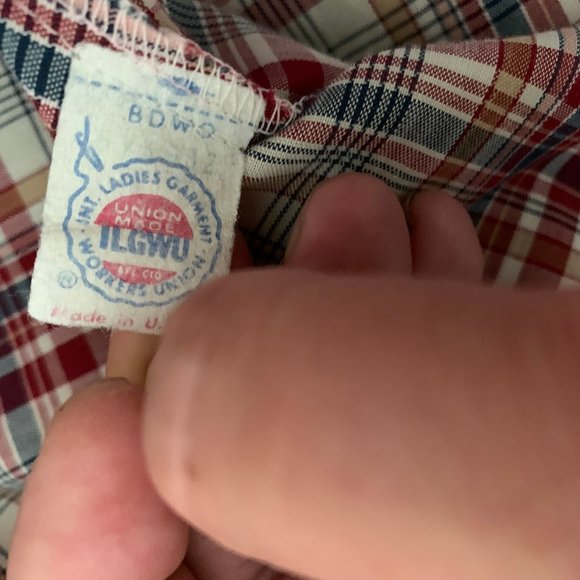 BDWO
INT. LADIES GARMENT
WORKERS UNION
UNION
MADE
ILGWU
AFL CIO
®
Made in U.